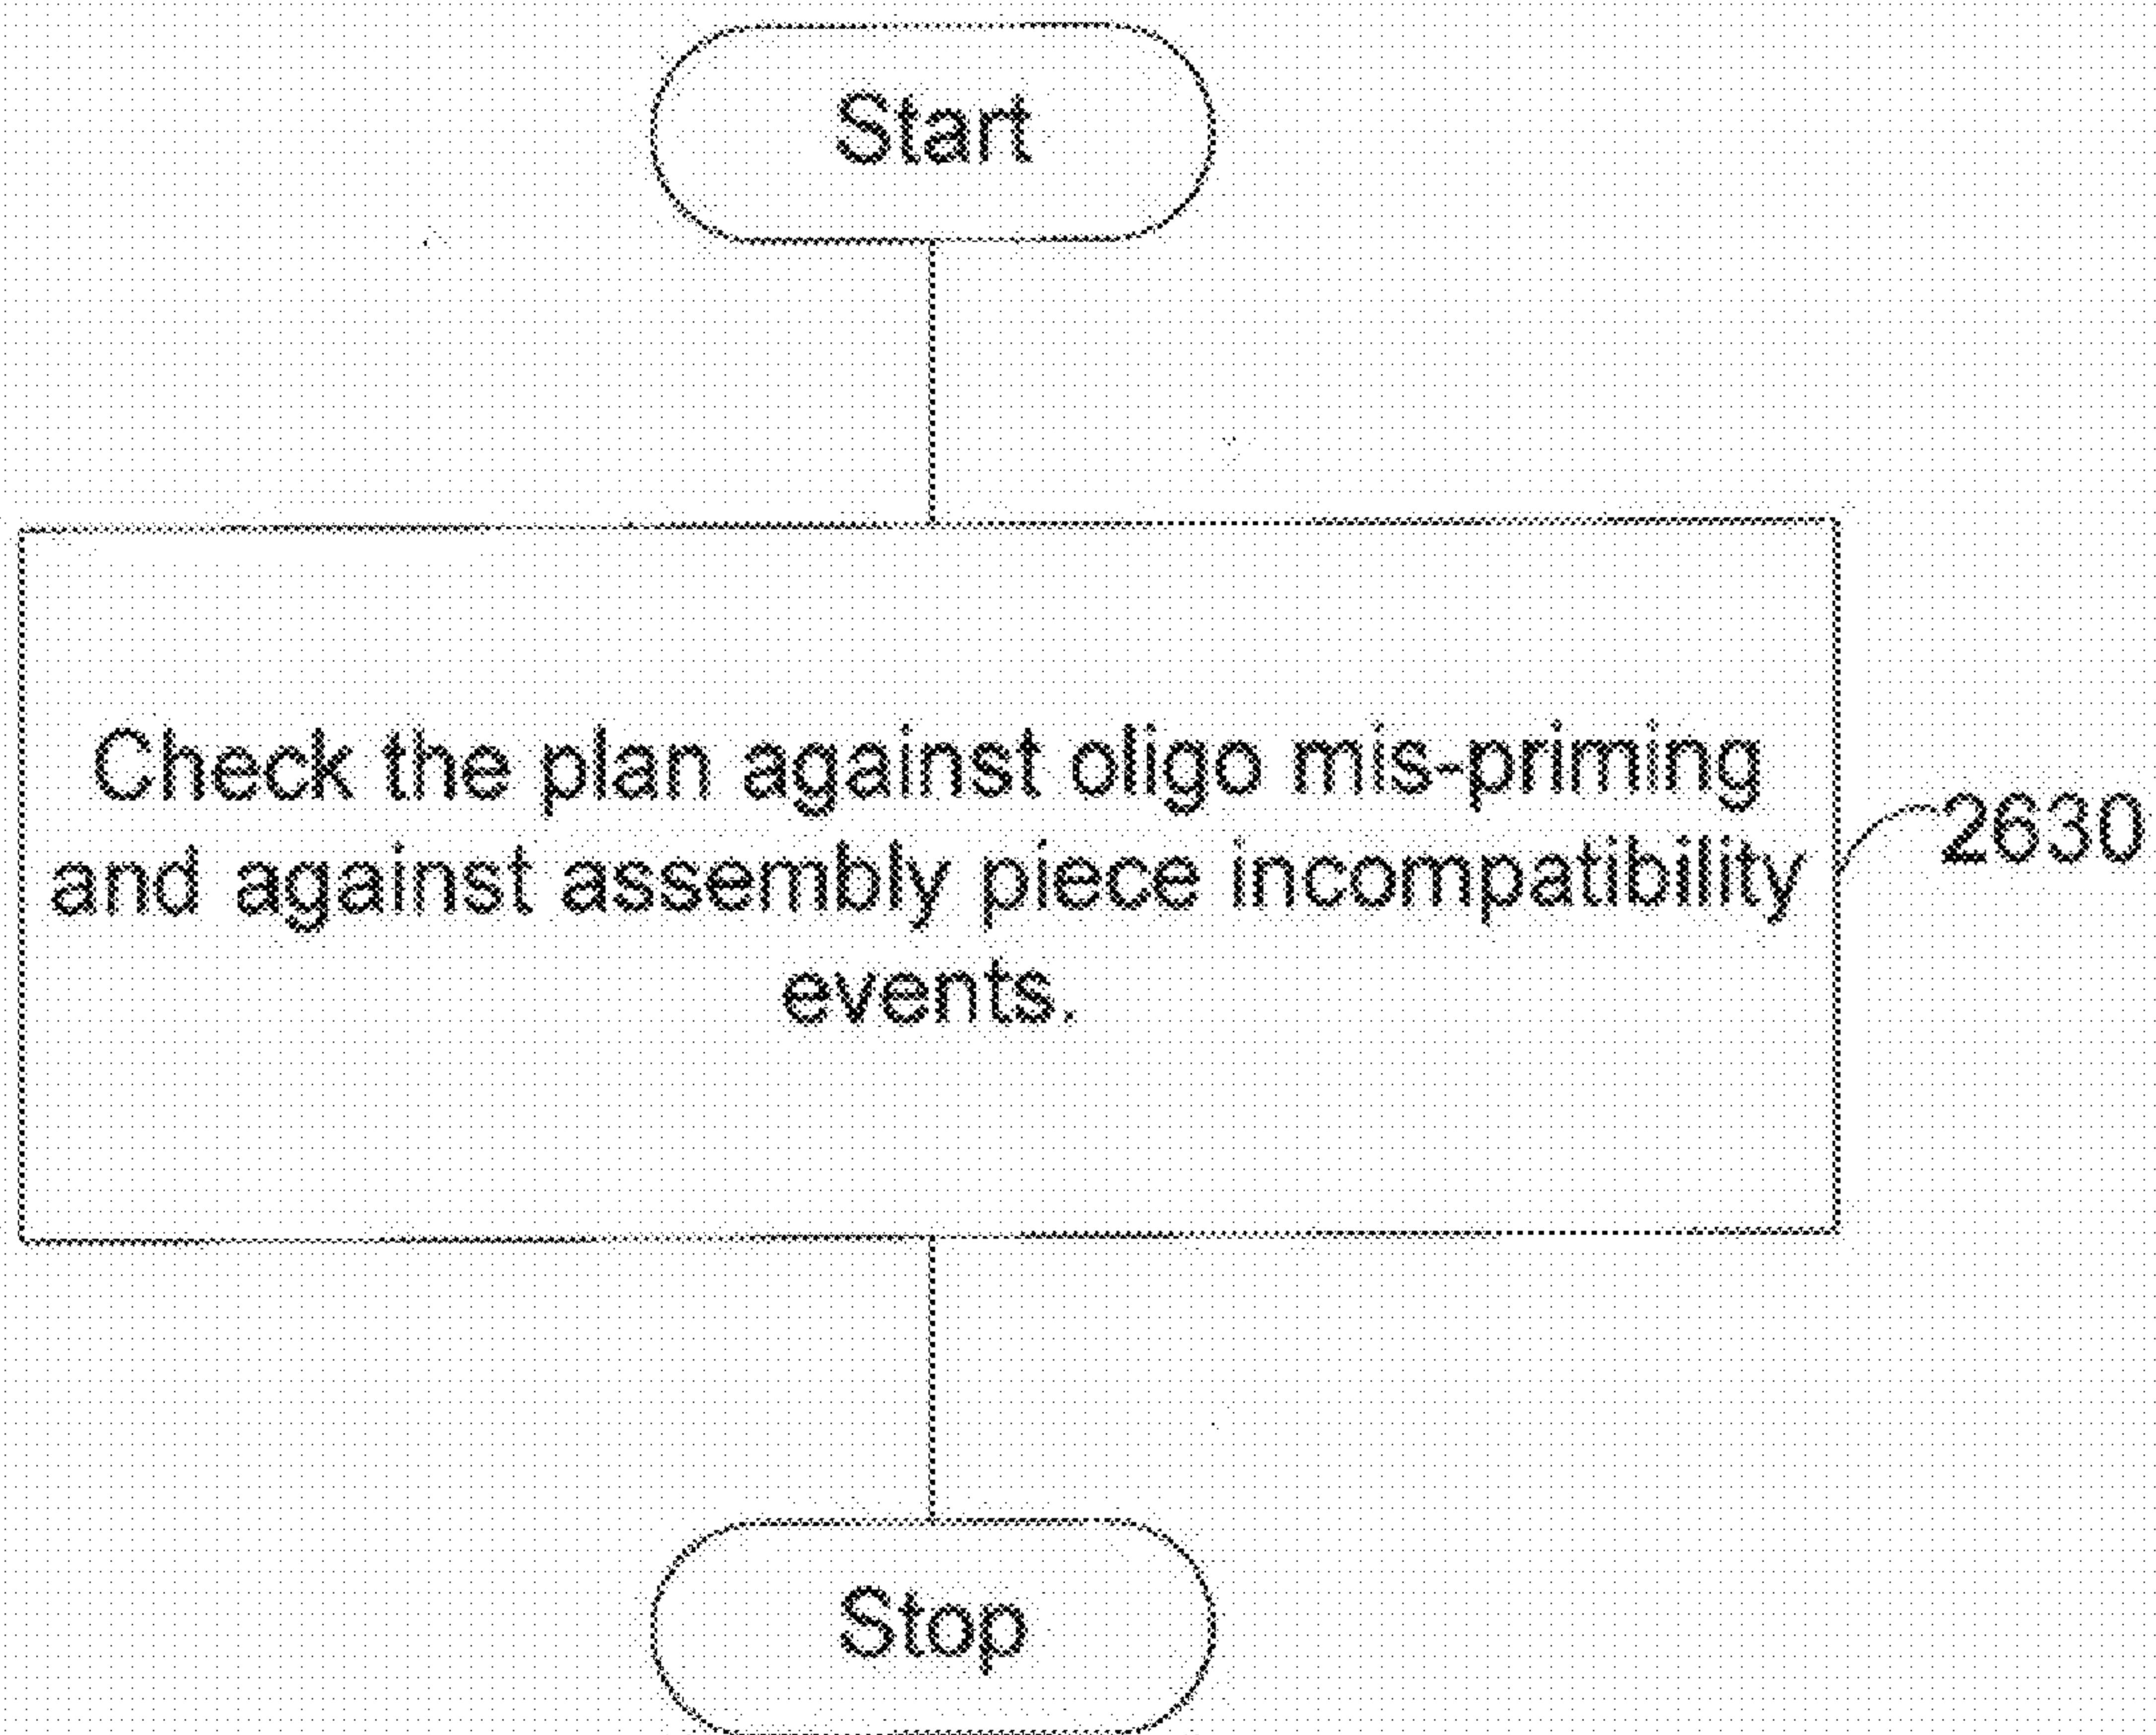 Start
Check the plan against oligo mis-priming
and against assembly piece incompatibility
events.
2630
Stop